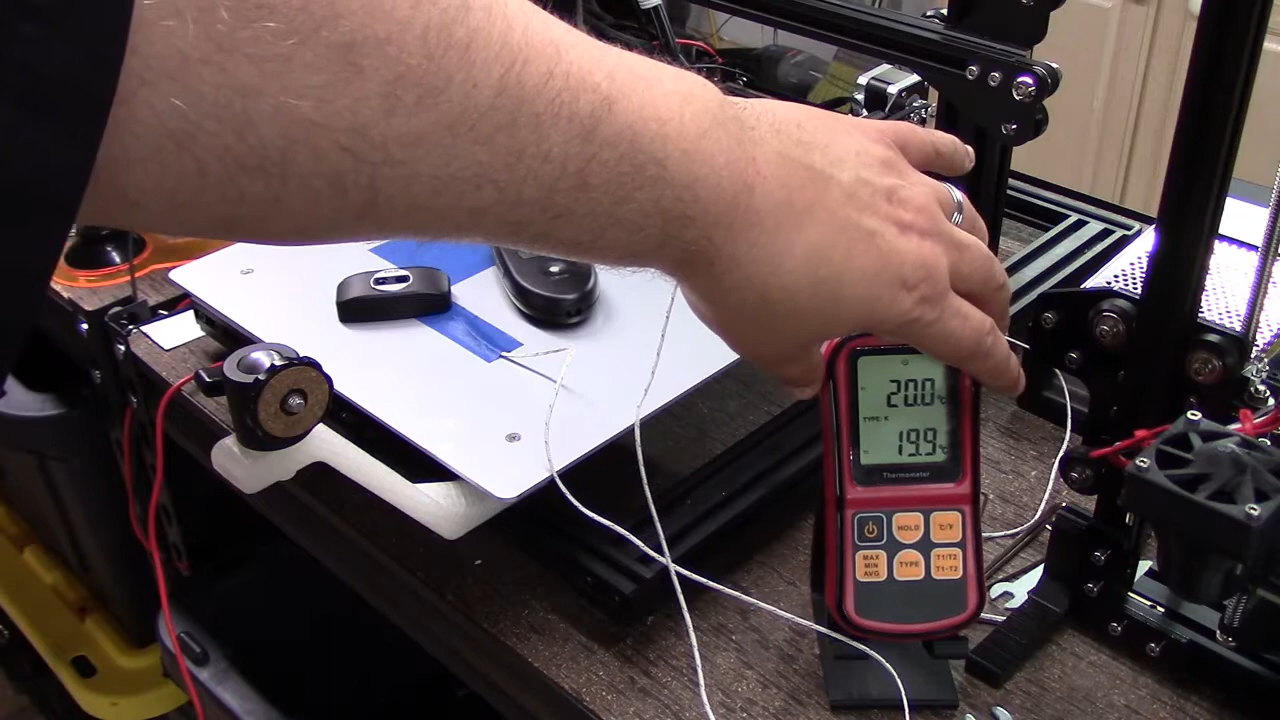 20.0 °C
TYPE: K
19.9 °C
Thermometer
HOLD
°C/°F
MAX
MIN
AVG
TYPE
T1/T2
T1-T2